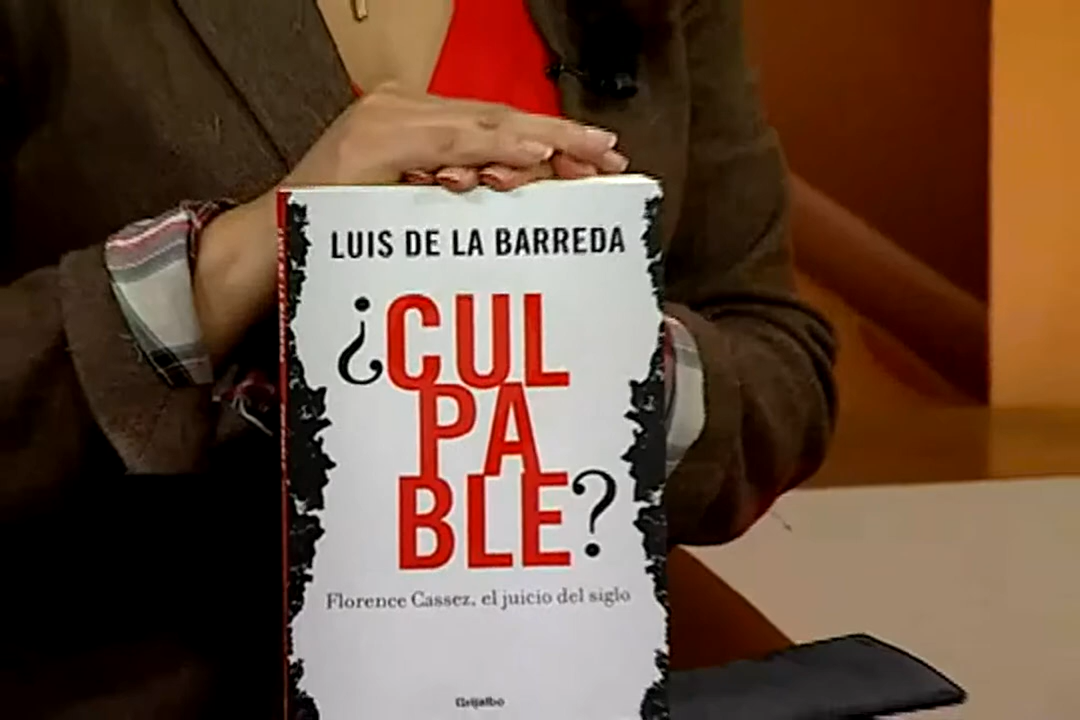 LUIS DE LA BARREDA
¿CUL
PA
BLE?
Florence Cassez, el juicio del siglo
Grijalbo